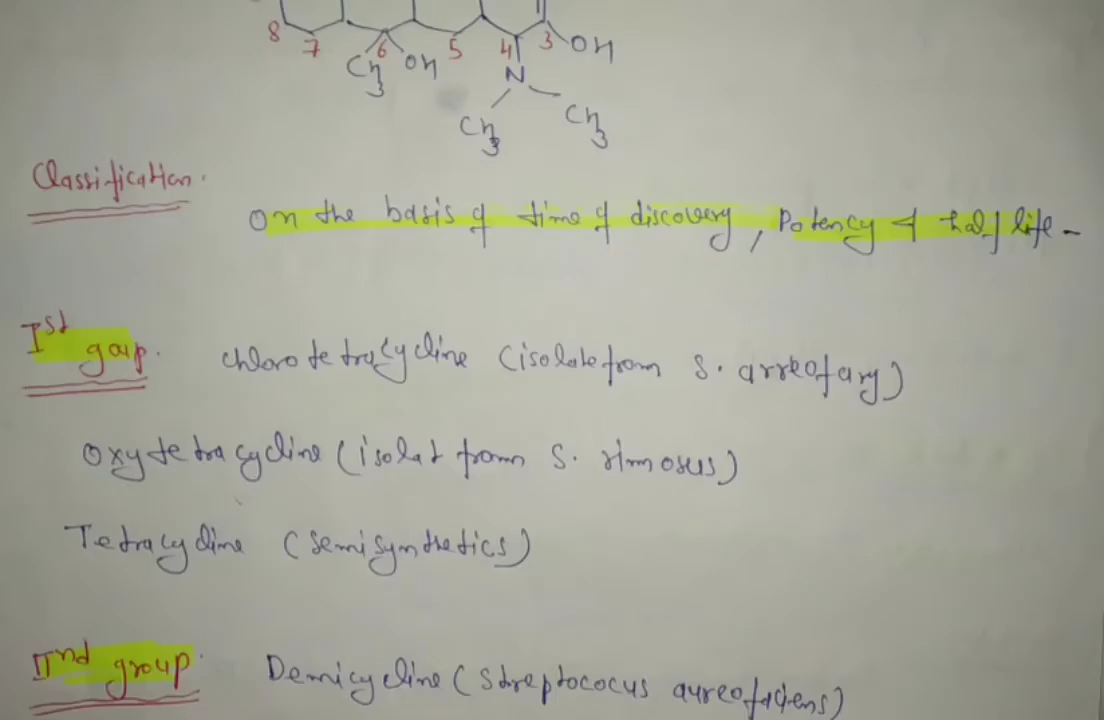 8 7 6 5 4 3 OH
CH3 OH N
CH3 CH3
Classification.
On the basis of time of discovery, Potency & half life -
Ist goup. chlorotetracycline (isolate from S. arreofary)
Oxytetracycline (isolat from S. rimosus)
Tetracycline (semisynthetics)
IInd group. Demicycline (Streptococus aureofaciens)